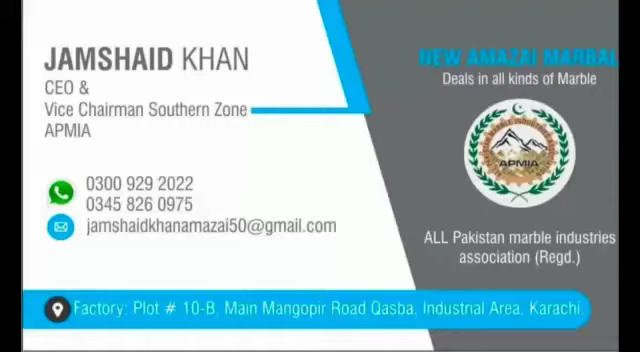 JAMSHAID KHAN
CEO &
Vice Chairman Southern Zone
APMIA
0300 929 2022
0345 826 0975
jamshaidkhanamazai50@gmail.com
NEW AMAZAI MARBAL
Deals in all kinds of Marble
APMIA
ALL Pakistan marble industries
association (Regd.)
Factory: Plot # 10-B, Main Mangopir Road Qasba, Industrial Area, Karachi.